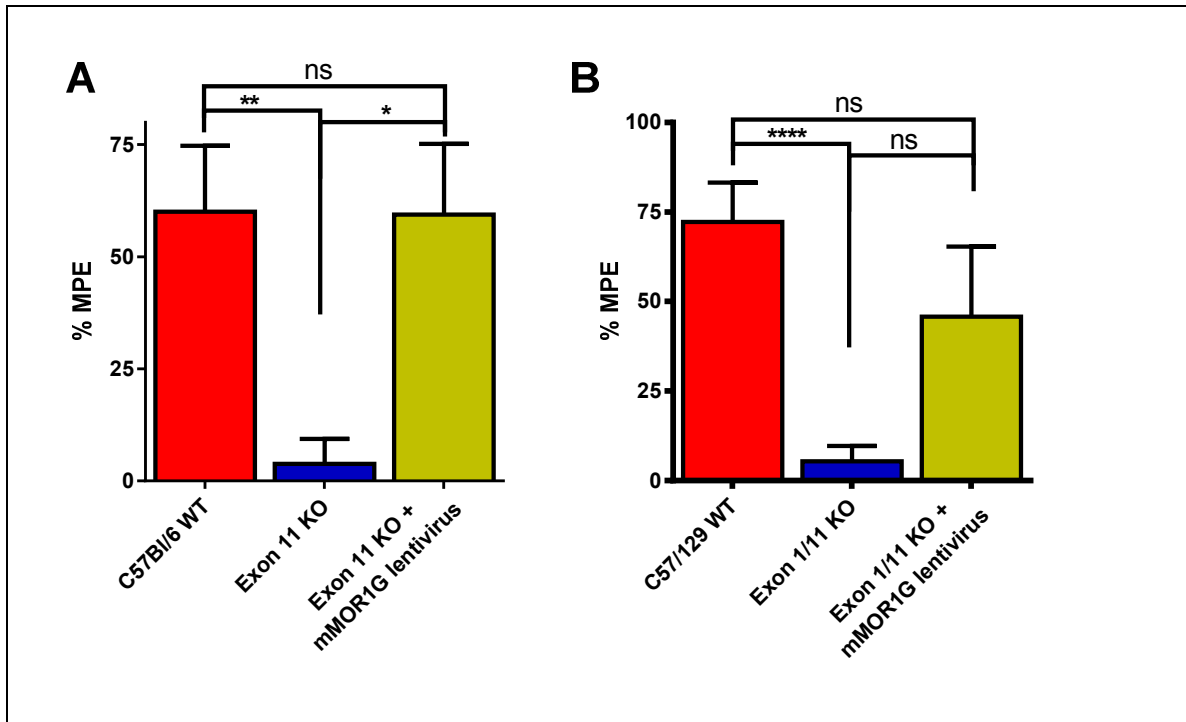 A
ns
**
*
% MPE
75
50
25
0
C57Bl/6 WT
Exon 11 KO
Exon 11 KO +
mMOR1G lentivirus
B
ns
****
ns
% MPE
100
75
50
25
0
C57/129 WT
Exon 1/11 KO
Exon 1/11 KO +
mMOR1G lentivirus